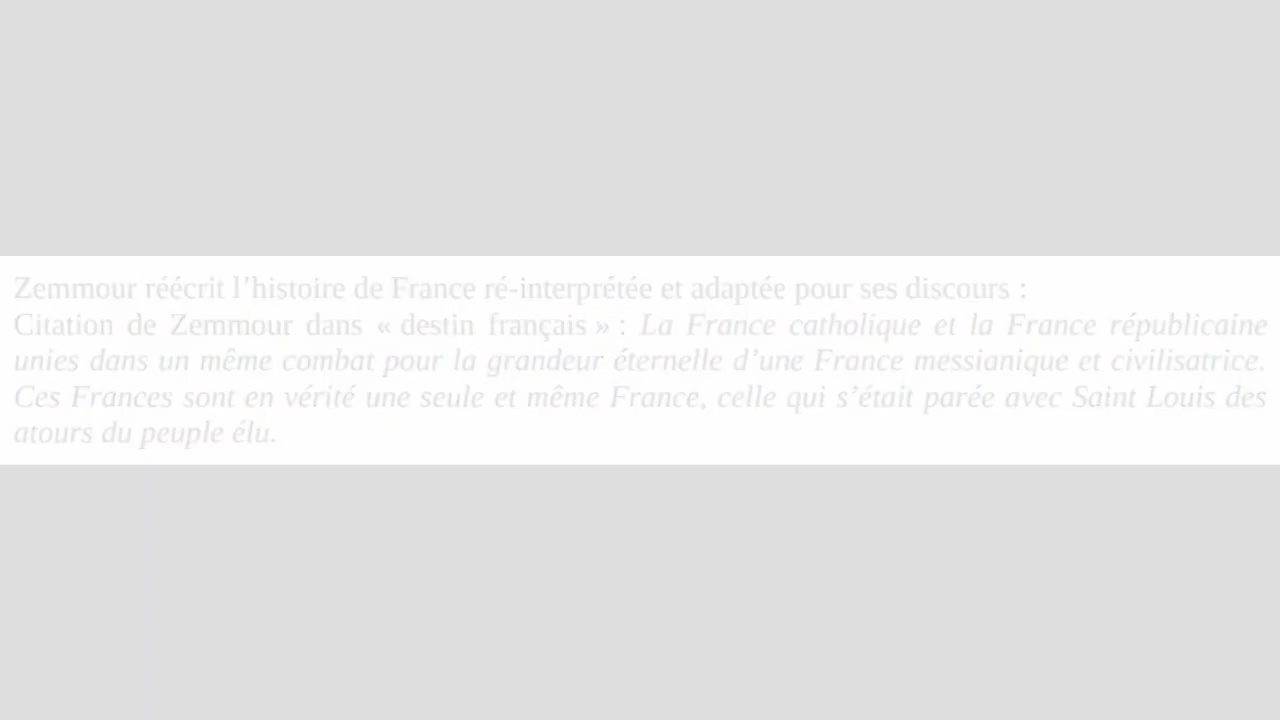 Zemmour réécrit l’histoire de France ré-interprétée et adaptée pour ses discours :
Citation de Zemmour dans « destin français » : La France catholique et la France républicaine
unies dans un même combat pour la grandeur éternelle d’une France messianique et civilisatrice.
Ces Frances sont en vérité une seule et même France, celle qui s’était parée avec Saint Louis des
atours du peuple élu.